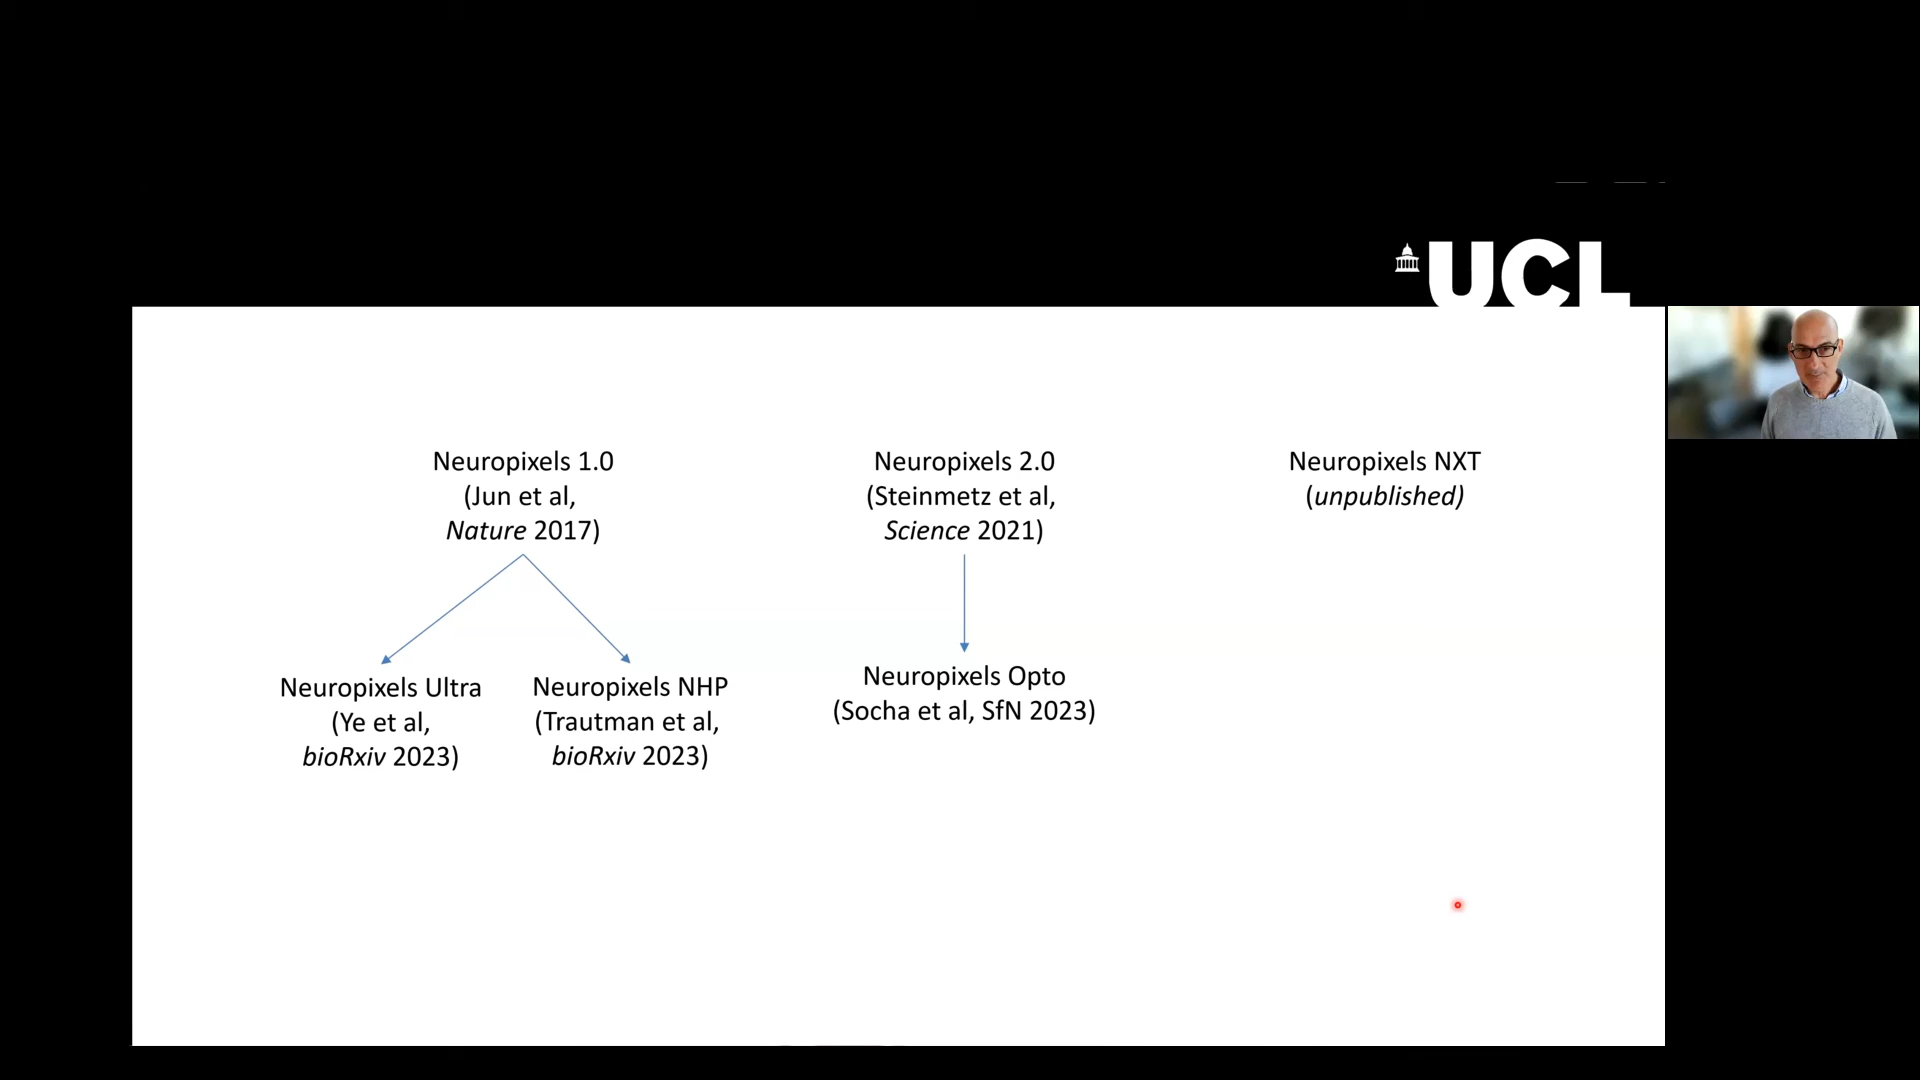 UCL
Neuropixels 1.0
(Jun et al,
Nature 2017)
Neuropixels 2.0
(Steinmetz et al,
Science 2021)
Neuropixels NXT
(unpublished)
Neuropixels Ultra
(Ye et al,
bioRxiv 2023)
Neuropixels NHP
(Trautman et al,
bioRxiv 2023)
Neuropixels Opto
(Socha et al, SfN 2023)